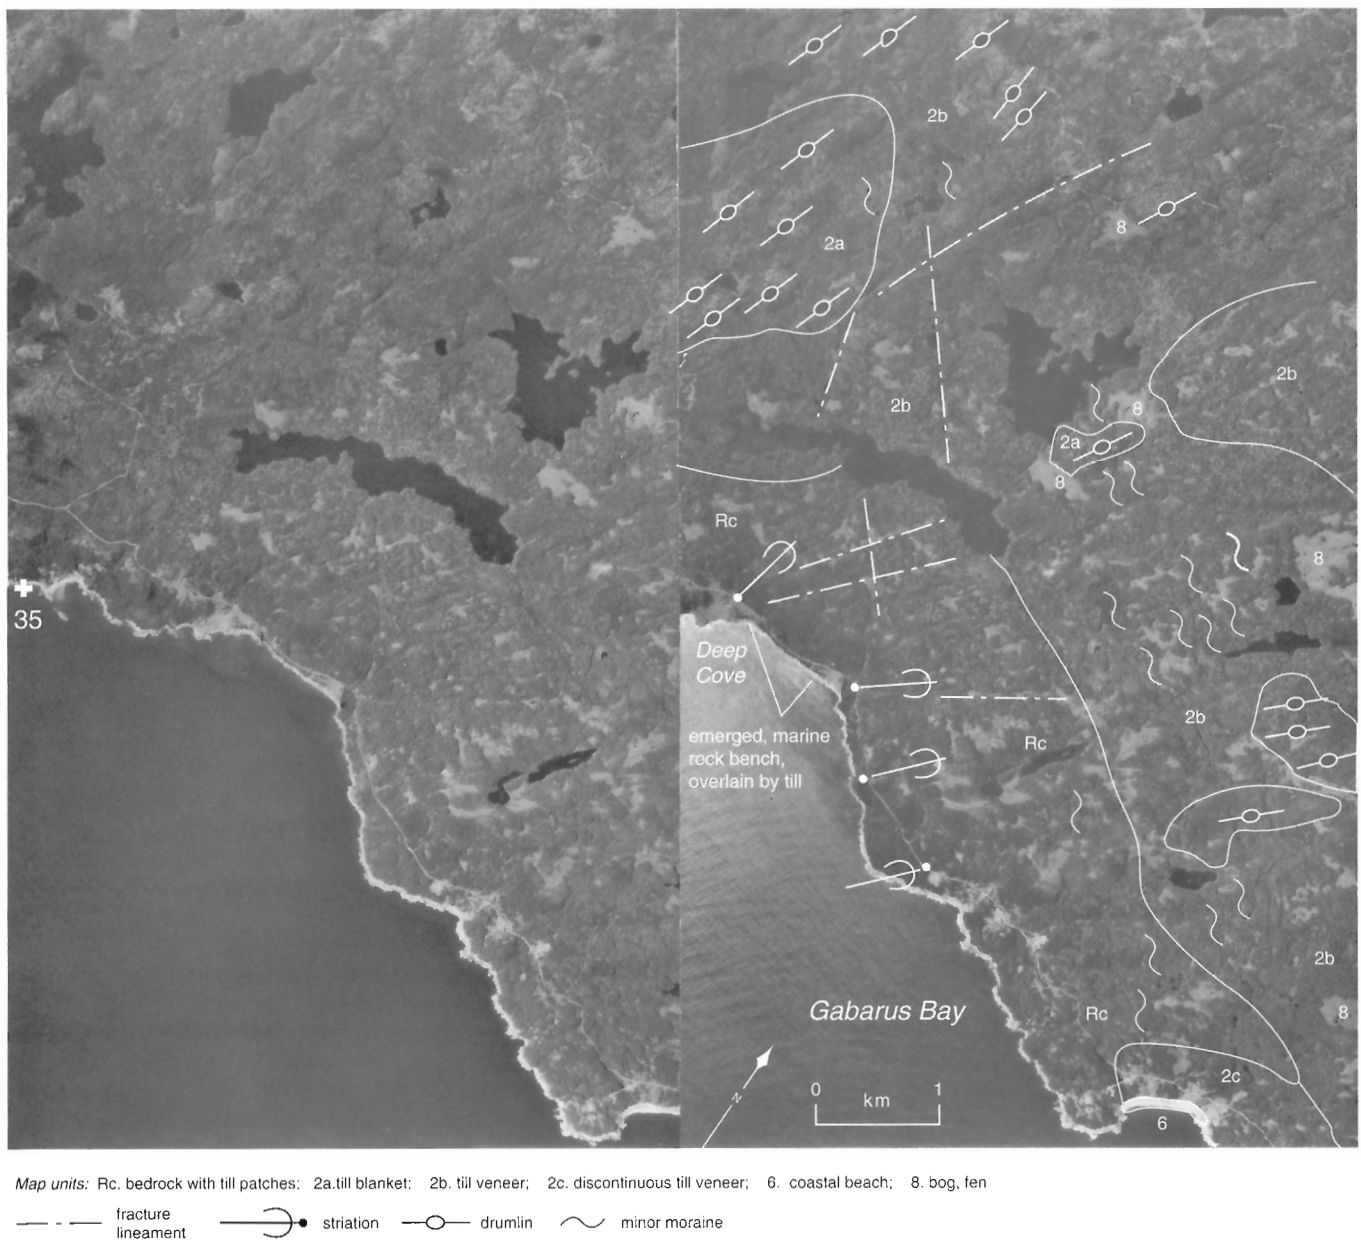 2b
2a
8
2b
2b
8
2a
8
Rc
8
35
Deep
Cove
emerged, marine
rock bench,
overlain by till
Rc
2b
2b
Gabarus Bay
Rc
8
N
0 1
km
2c
6
Map units: Rc. bedrock with till patches; 2a.till blanket; 2b. till veneer; 2c. discontinuous till veneer; 6. coastal beach; 8. bog, fen
fracture
lineament
striation
drumlin
minor moraine